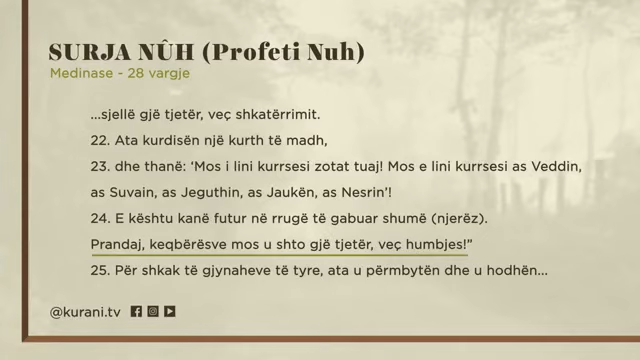 SURJA NÛH (Profeti Nuh)
Medinase - 28 vargje
...sjellë gjë tjetër, veç shkatërrimit.
22. Ata kurdisën një kurth të madh,
23. dhe thanë: ‘Mos i lini kurrsesi zotat tuaj! Mos e lini kurrsesi as Veddin,
as Suvain, as Jeguthin, as Jaukën, as Nesrin’!
24. E kështu kanë futur në rrugë të gabuar shumë (njerëz).
Prandaj, keqbërësve mos u shto gjë tjetër, veç humbjes!”
25. Për shkak të gjynaheve të tyre, ata u përmbytën dhe u hodhën...
@kurani.tv